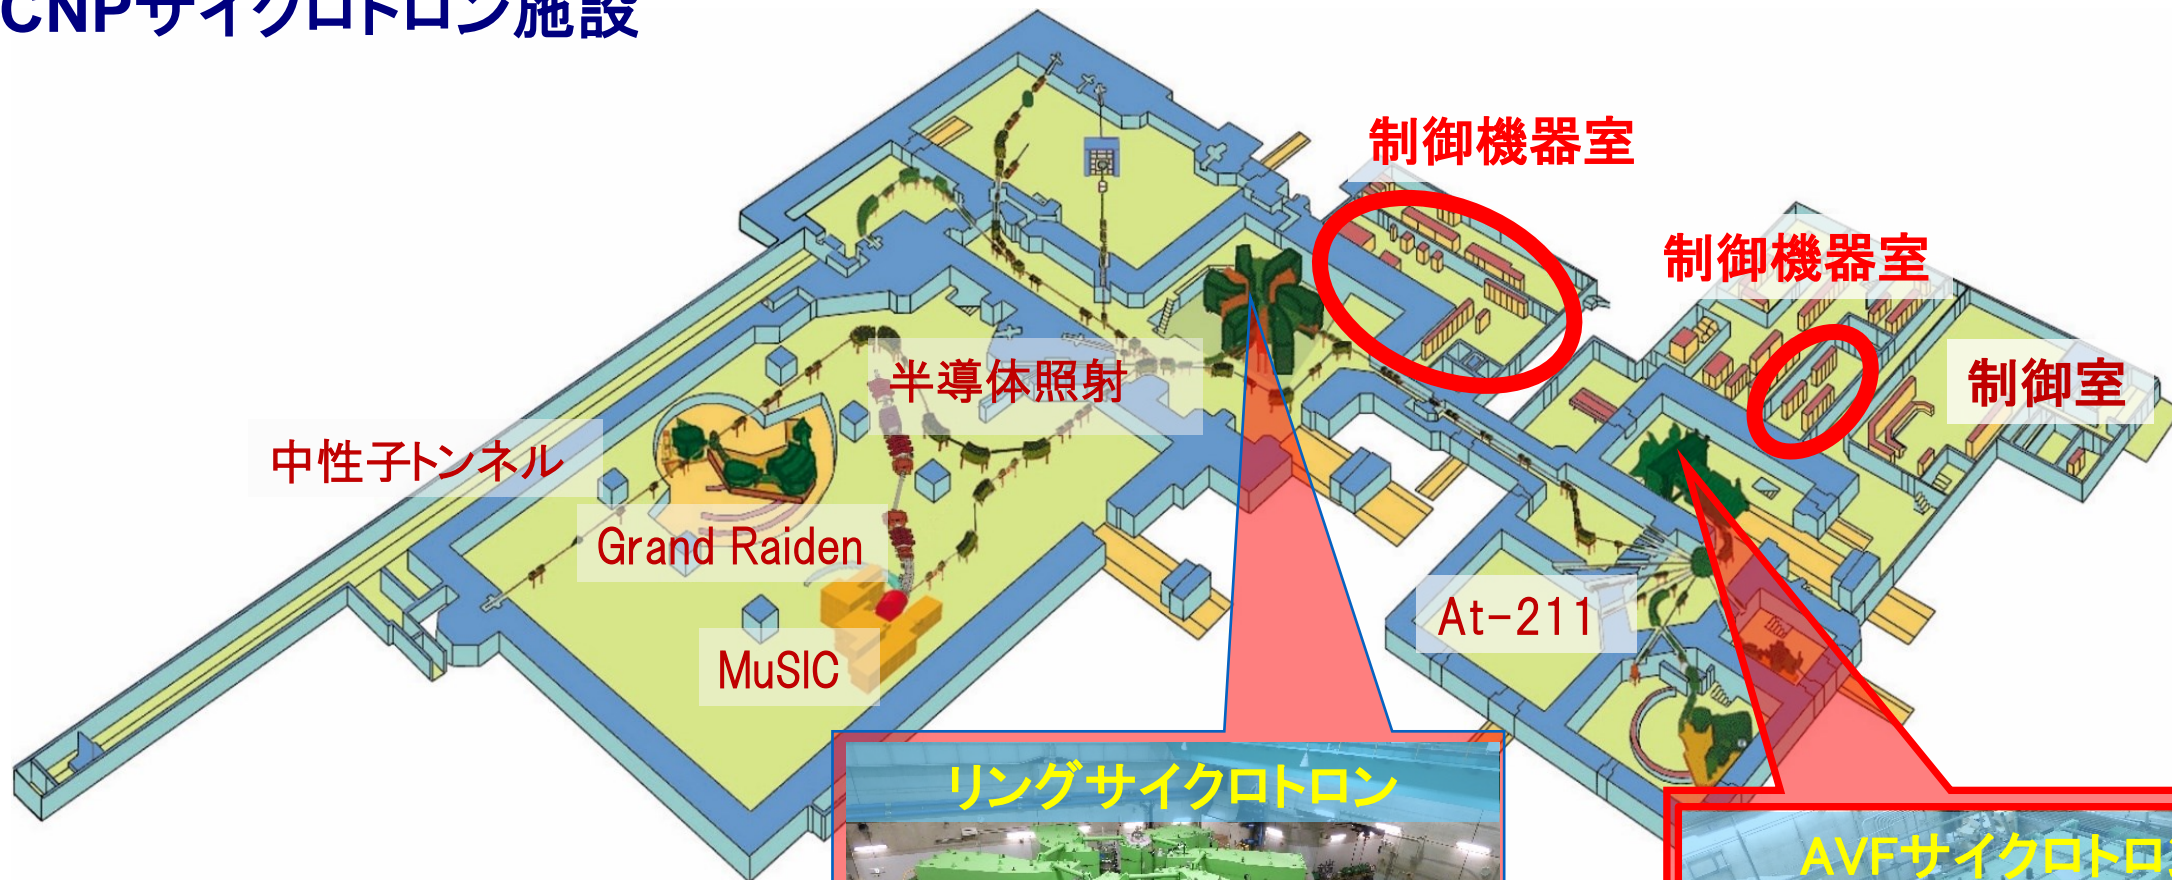 CNPサイクロトロン施設
制御機器室
制御機器室
半導体照射
制御室
中性子トンネル
Grand Raiden
At-211
MuSIC
リングサイクロトロン
AVFサイクロトロ